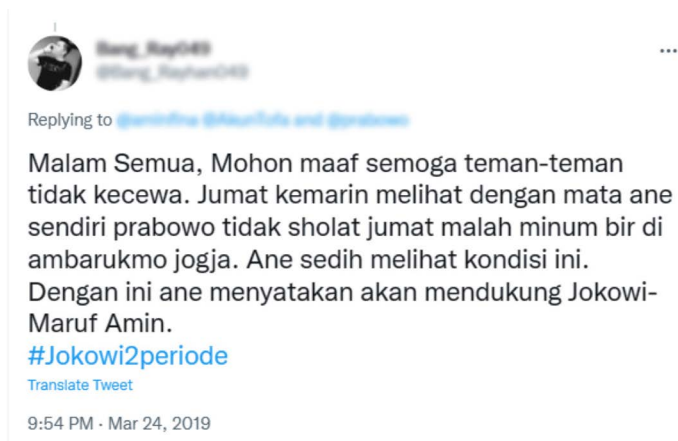 Replying to
Malam Semua, Mohon maaf semoga teman-teman
tidak kecewa. Jumat kemarin melihat dengan mata ane
sendiri prabowo tidak sholat jumat malah minum bir di
ambarukmo jogja. Ane sedih melihat kondisi ini.
Dengan ini ane menyatakan akan mendukung Jokowi-
Maruf Amin.
#Jokowi2periode
Translate Tweet
9:54 PM · Mar 24, 2019